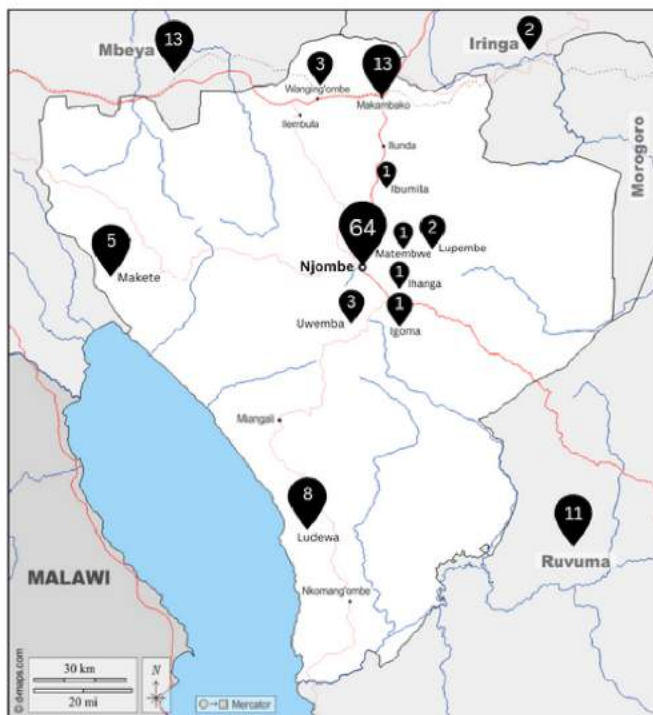 2
Iringa
Mbeya
13
3
13
Wanging'ombe
Makambako
Ilembula
Ilunda
Morogoro
1
Ibumila
64
1
2
Matembwe
Lupembe
5
Makete
Njombe
1
Ihanga
3
1
Uwemba
Igoma
Mlangali
8
Ludewa
11
Ruvuma
MALAWI
Nkomang'ombe
30 km
20 mi
N
Mercator
© d-maps.com